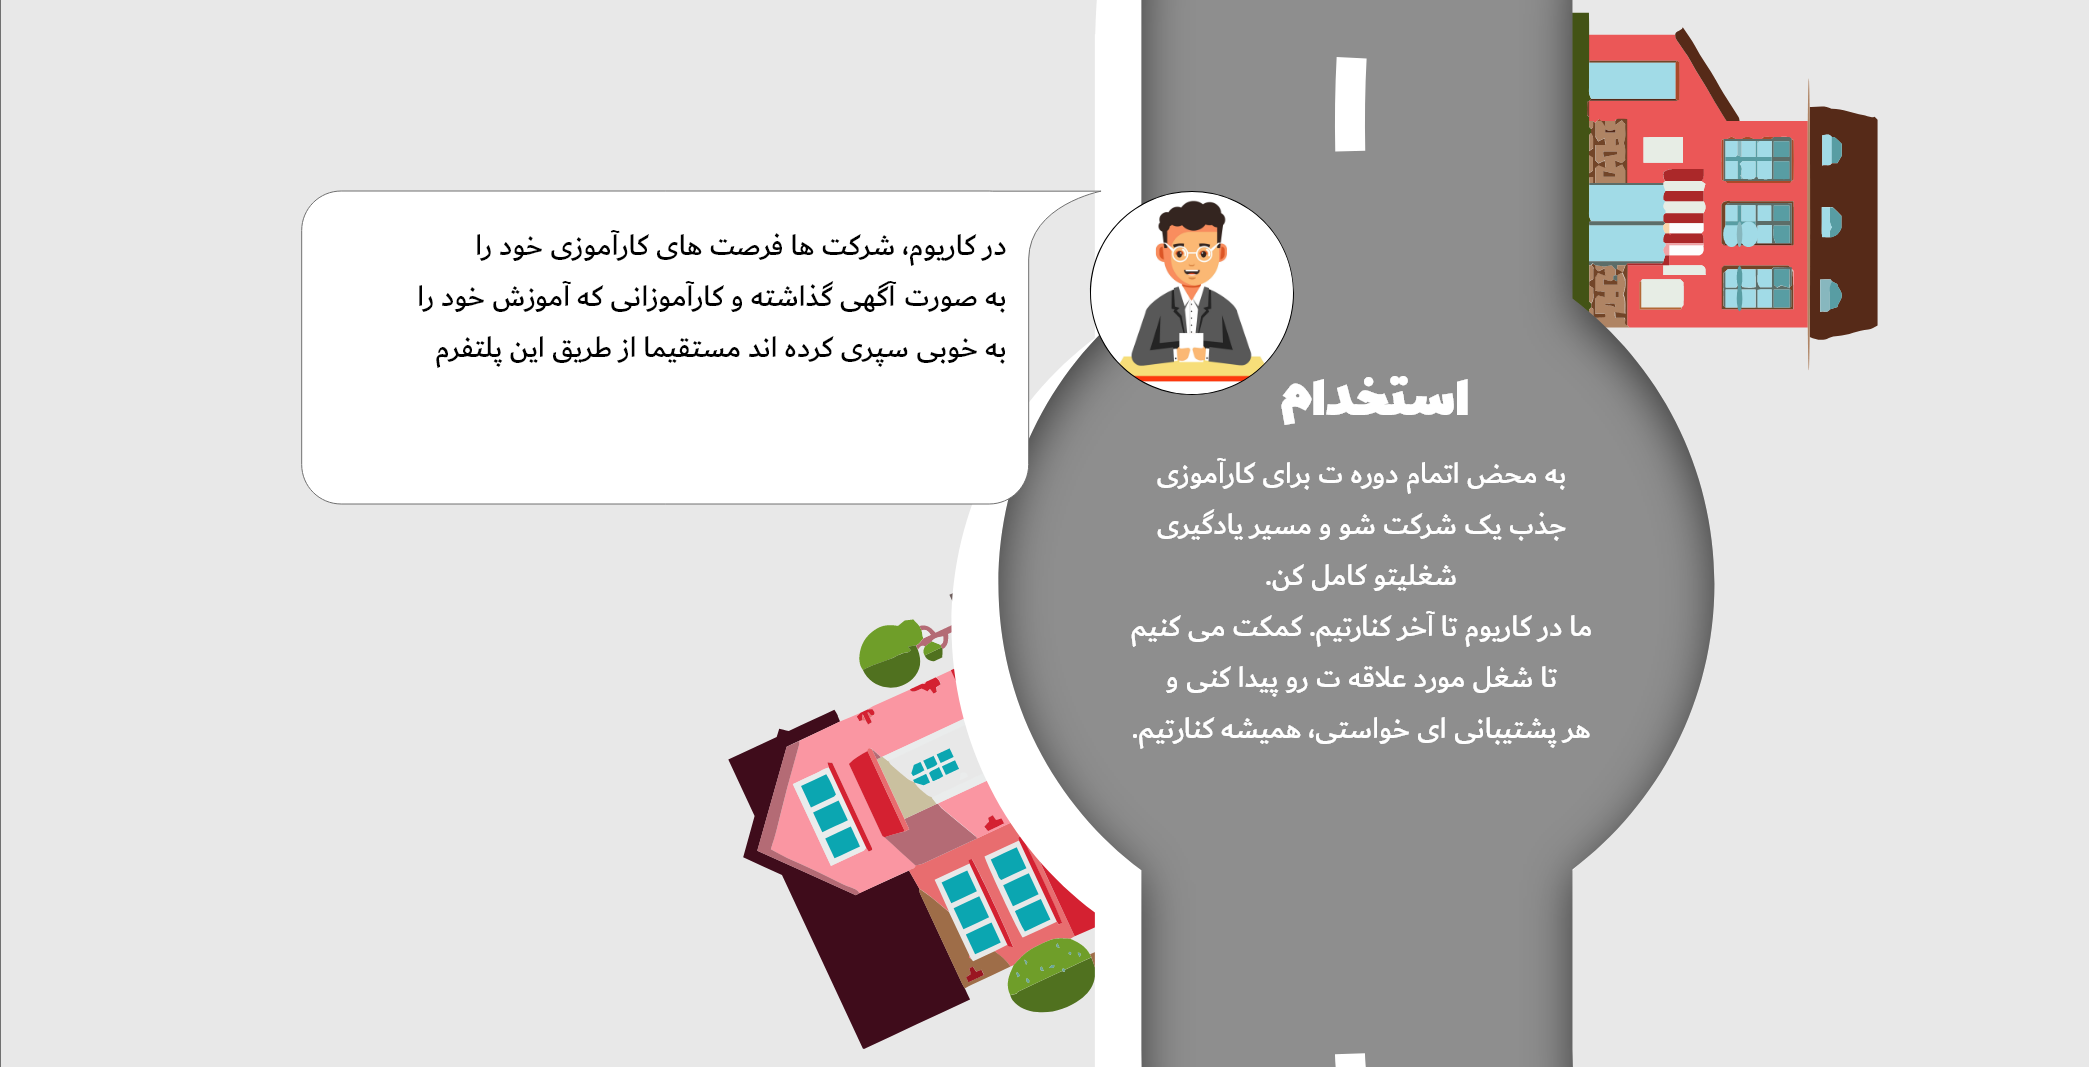 در کاریوم، شرکت ها فرصت های کارآموزی خود را
به صورت آگهی گذاشته و کارآموزانی که آموزش خود را
به خوبی سپری کرده اند مستقیما از طریق این پلتفرم
استخدام
به محض اتمام دوره ت برای کارآموزی
جذب یک شرکت شو و مسیر یادگیری
شغلیتو کامل کن.
ما در کاریوم تا آخر کنارتیم. کمکت می کنیم
تا شغل مورد علاقه ت رو پیدا کنی و
هر پشتیبانی ای خواستی، همیشه کنارتیم.